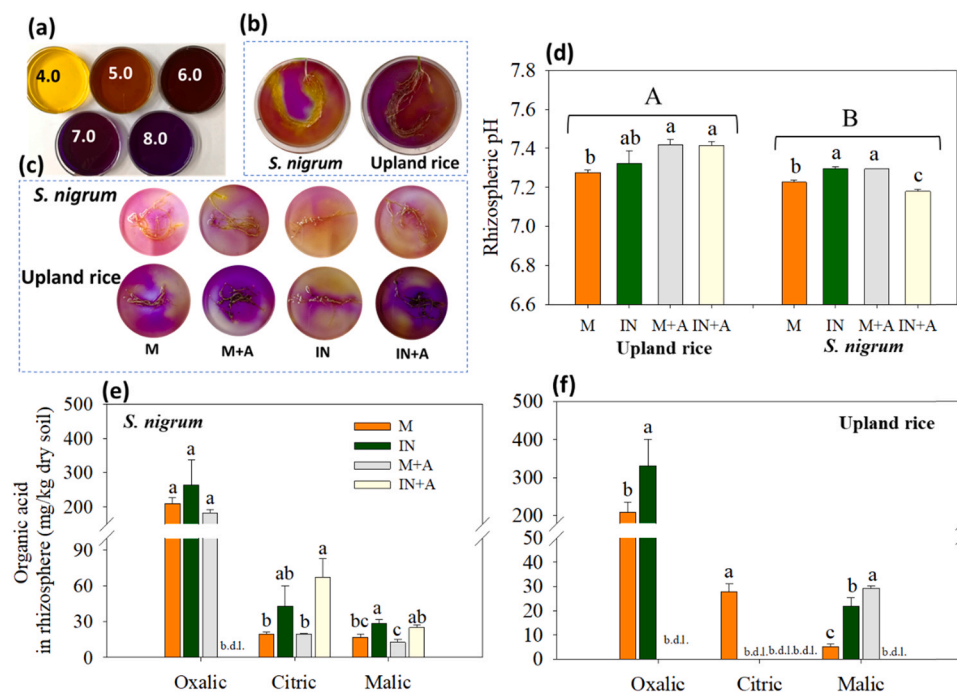 (a)
4.0 5.0 6.0
7.0 8.0
(b)
S. nigrum Upland rice
(c)
S. nigrum
Upland rice
M M+A IN IN+A
(d)
Rhizospheric pH
7.8
7.6
7.4
7.2
7.0
6.8
6.6
A
B
b ab a a
b a a c
M IN M+A IN+A M IN M+A IN+A
Upland rice S. nigrum
(e)
S. nigrum
Organic acid
in rhizosphere (mg/kg dry soil)
500
400
300
200
90
60
30
0
M
IN
M+A
IN+A
a a a b.d.l.
b ab b a
bc a c ab
Oxalic Citric Malic
(f)
Upland rice
500
400
300
200
50
40
30
20
10
0
b a b.d.l.
a b.d.l. b.d.l. b.d.l.
c b a b.d.l.
Oxalic Citric Malic